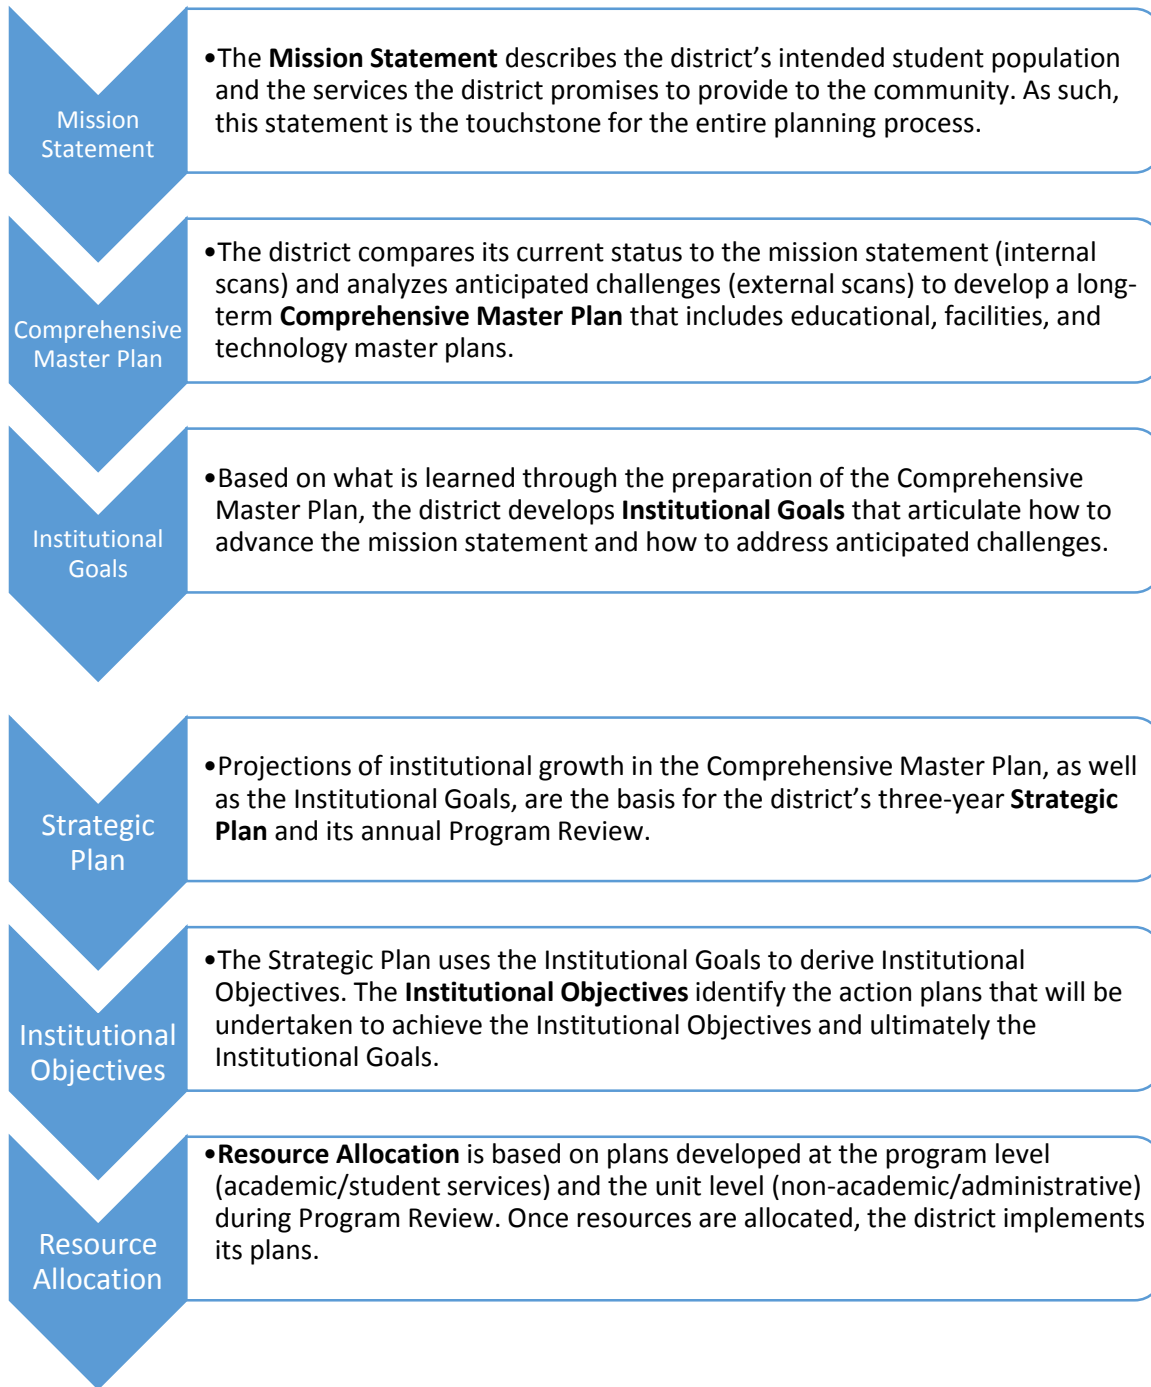 Mission
Statement
•The Mission Statement describes the district’s intended student population
and the services the district promises to provide to the community. As such,
this statement is the touchstone for the entire planning process.
Comprehensive
Master Plan
•The district compares its current status to the mission statement (internal
scans) and analyzes anticipated challenges (external scans) to develop a long-
term Comprehensive Master Plan that includes educational, facilities, and
technology master plans.
Institutional
Goals
•Based on what is learned through the preparation of the Comprehensive
Master Plan, the district develops Institutional Goals that articulate how to
advance the mission statement and how to address anticipated challenges.
Strategic
Plan
•Projections of institutional growth in the Comprehensive Master Plan, as well
as the Institutional Goals, are the basis for the district’s three-year Strategic
Plan and its annual Program Review.
Institutional
Objectives
•The Strategic Plan uses the Institutional Goals to derive Institutional
Objectives. The Institutional Objectives identify the action plans that will be
undertaken to achieve the Institutional Objectives and ultimately the
Institutional Goals.
Resource
Allocation
•Resource Allocation is based on plans developed at the program level
(academic/student services) and the unit level (non-academic/administrative)
during Program Review. Once resources are allocated, the district implements
its plans.